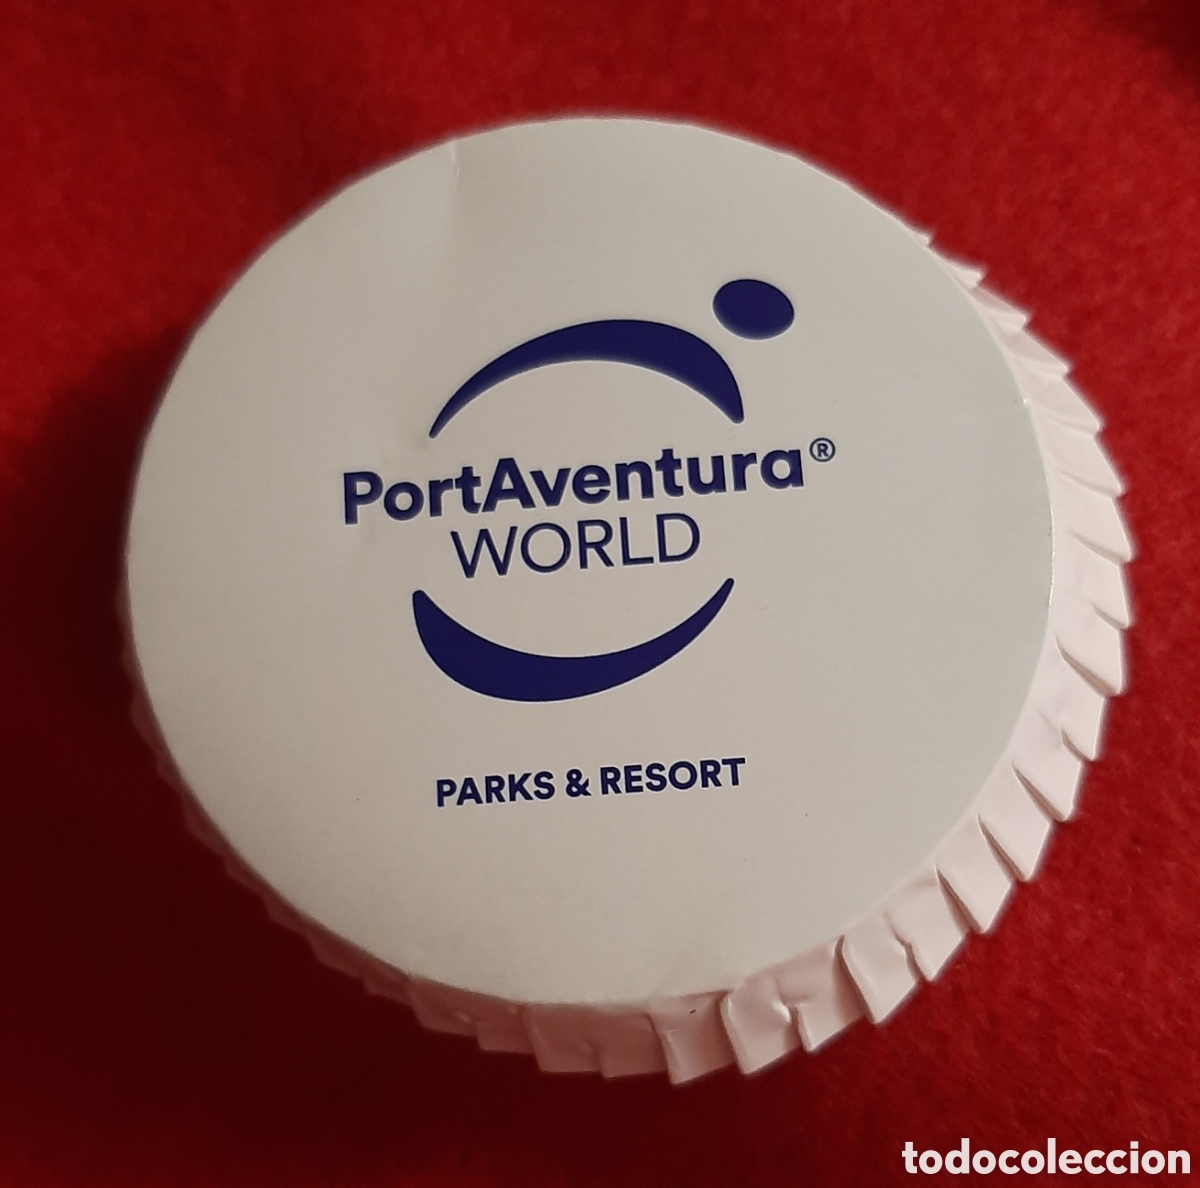 PortAventura®
WORLD
PARKS & RESORT
todocoleccion